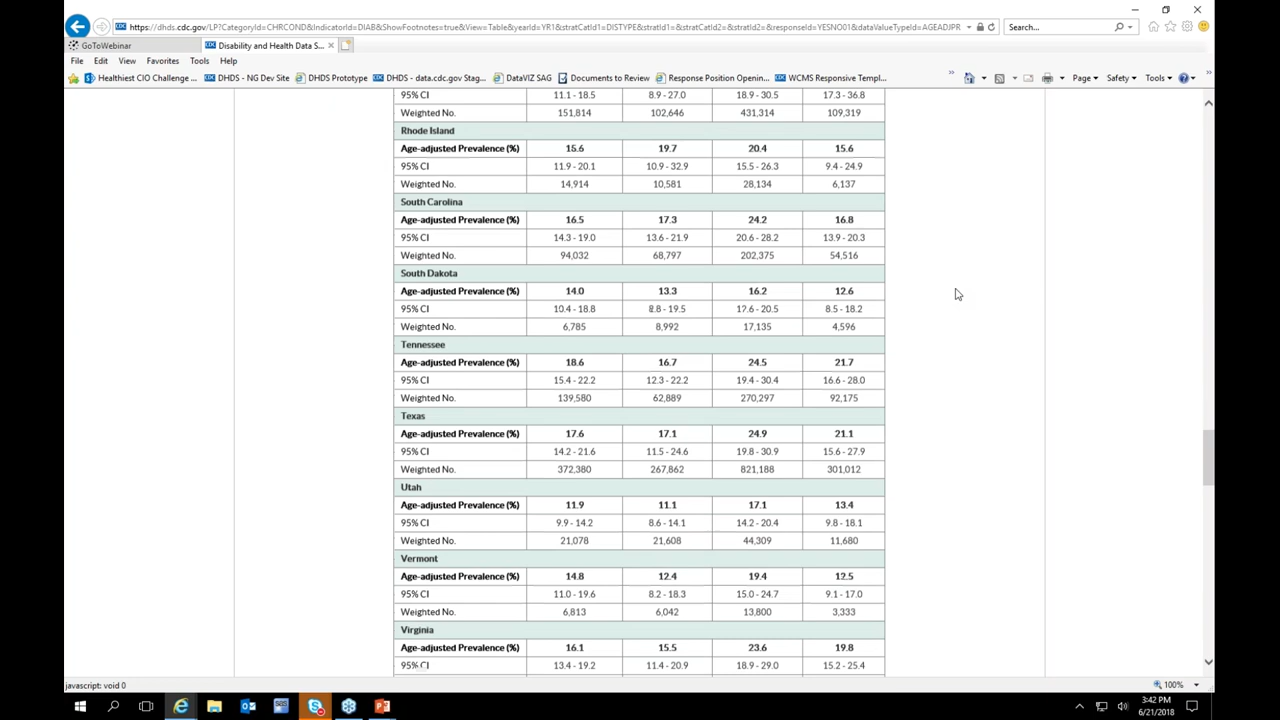 https://dhds.cdc.gov/LP?CategoryId=CHRCOND&IndicatorId=DIAB&ShowFootnotes=true&View=Table&yearId=YR1&stratCatId1=DISTYPE&stratId1=&stratCatId2=&stratId2=&responseId=YESNO01&dataValueTypeId=AGEADJPR Search...
GoToWebinar Disability and Health Data S...
File Edit View Favorites Tools Help
Healthiest CIO Challenge ... DHDS - NG Dev Site DHDS Prototype DHDS - data.cdc.gov Stag... DataVIZ SAG Documents to Review Response Position Openin... WCMS Responsive Templ... Page Safety Tools
95% CI 11.1 - 18.5 8.9 - 27.0 18.9 - 30.5 17.3 - 36.8
Weighted No. 151,814 102,646 431,314 109,319
Rhode Island
Age-adjusted Prevalence (%) 15.6 19.7 20.4 15.6
95% CI 11.9 - 20.1 10.9 - 32.9 15.5 - 26.3 9.4 - 24.9
Weighted No. 14,914 10,581 28,134 6,137
South Carolina
Age-adjusted Prevalence (%) 16.5 17.3 24.2 16.8
95% CI 14.3 - 19.0 13.6 - 21.9 20.6 - 28.2 13.9 - 20.3
Weighted No. 94,032 68,797 202,375 54,516
South Dakota
Age-adjusted Prevalence (%) 14.0 13.3 16.2 12.6
95% CI 10.4 - 18.8 8.8 - 19.5 12.6 - 20.5 8.5 - 18.2
Weighted No. 6,785 8,992 17,135 4,596
Tennessee
Age-adjusted Prevalence (%) 18.6 16.7 24.5 21.7
95% CI 15.4 - 22.2 12.3 - 22.2 19.4 - 30.4 16.6 - 28.0
Weighted No. 139,580 62,889 270,297 92,175
Texas
Age-adjusted Prevalence (%) 17.6 17.1 24.9 21.1
95% CI 14.2 - 21.6 11.5 - 24.6 19.8 - 30.9 15.6 - 27.9
Weighted No. 372,380 267,862 821,188 301,012
Utah
Age-adjusted Prevalence (%) 11.9 11.1 17.1 13.4
95% CI 9.9 - 14.2 8.6 - 14.1 14.2 - 20.4 9.8 - 18.1
Weighted No. 21,078 21,608 44,309 11,680
Vermont
Age-adjusted Prevalence (%) 14.8 12.4 19.4 12.5
95% CI 11.0 - 19.6 8.2 - 18.3 15.0 - 24.7 9.1 - 17.0
Weighted No. 6,813 6,042 13,800 3,333
Virginia
Age-adjusted Prevalence (%) 16.1 15.5 23.6 19.8
95% CI 13.4 - 19.2 11.4 - 20.9 18.9 - 29.0 15.2 - 25.4
javascript: void 0 100%
3:42 PM
6/21/2018